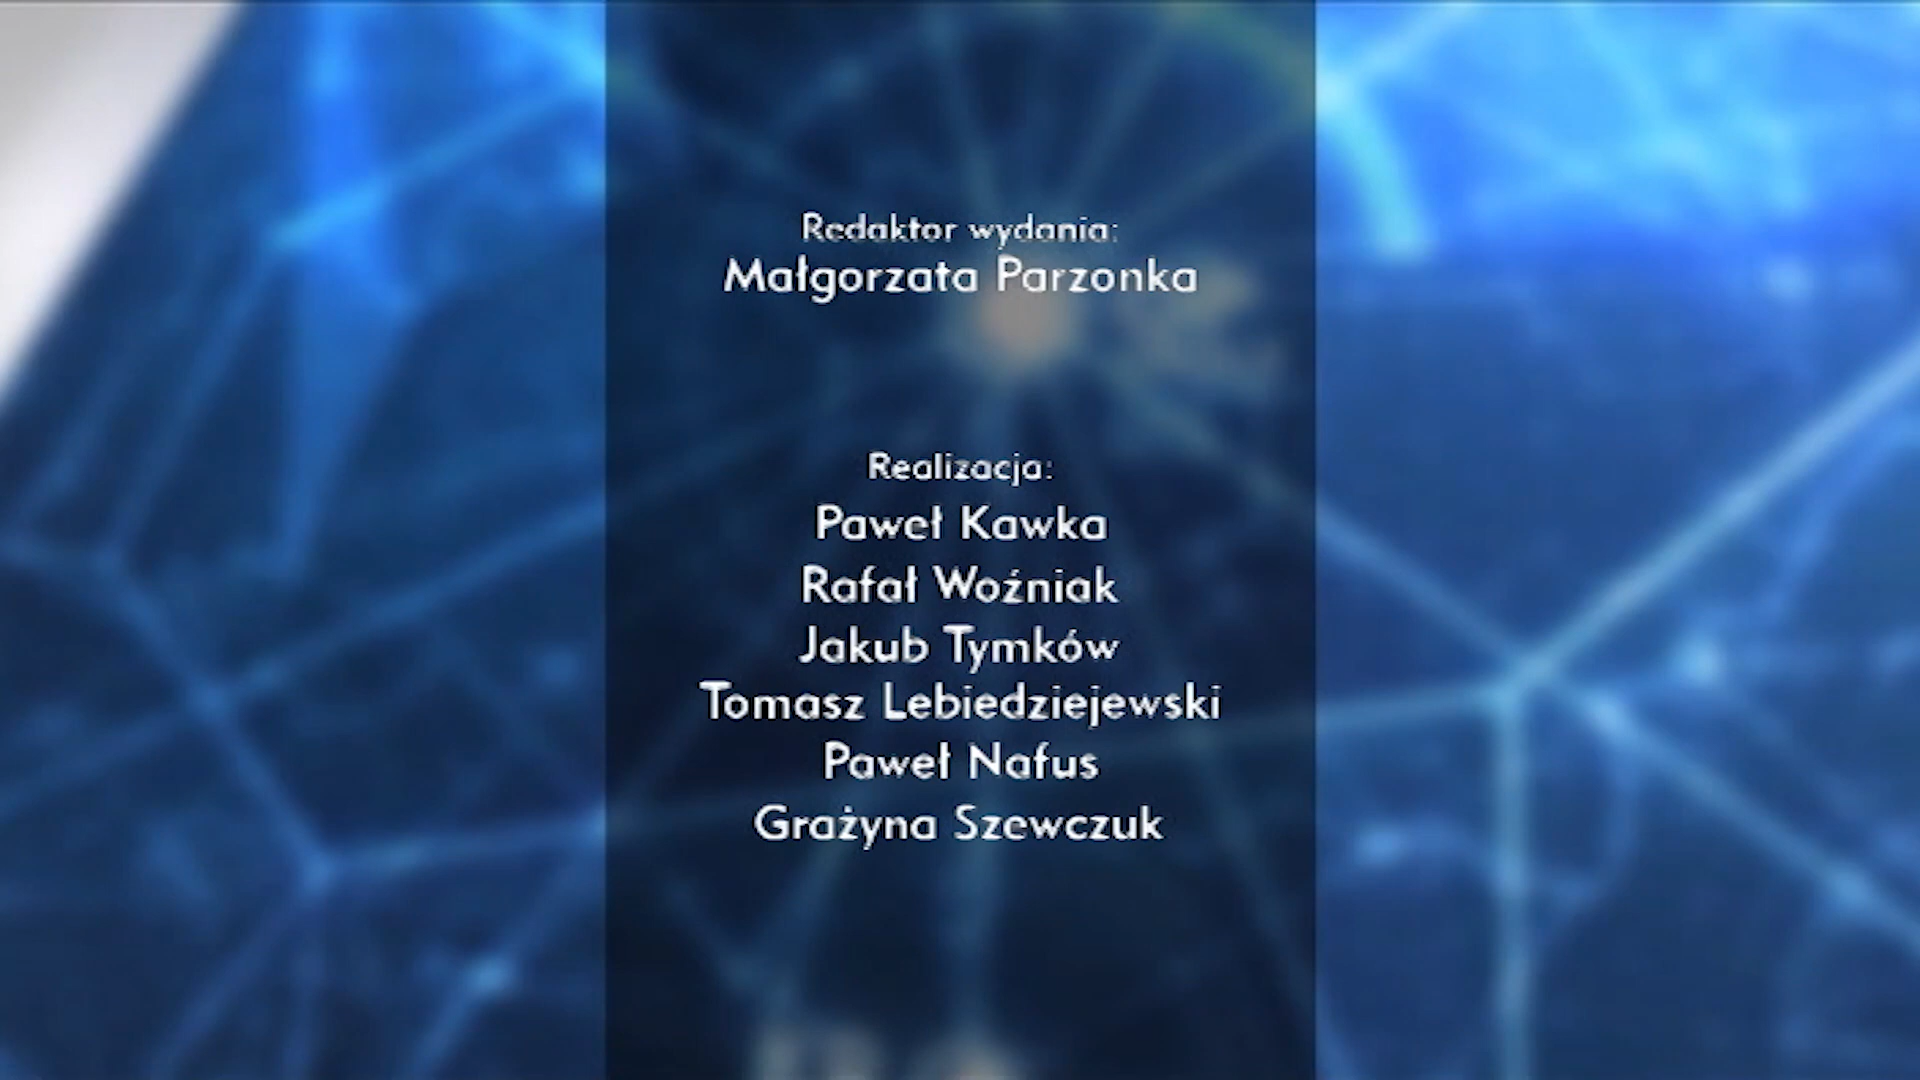 Redaktor wydania:
Małgorzata Parzonka
Realizacja:
Paweł Kawka
Rafał Woźniak
Jakub Tymków
Tomasz Lebiedziejewski
Paweł Nafus
Grażyna Szewczuk